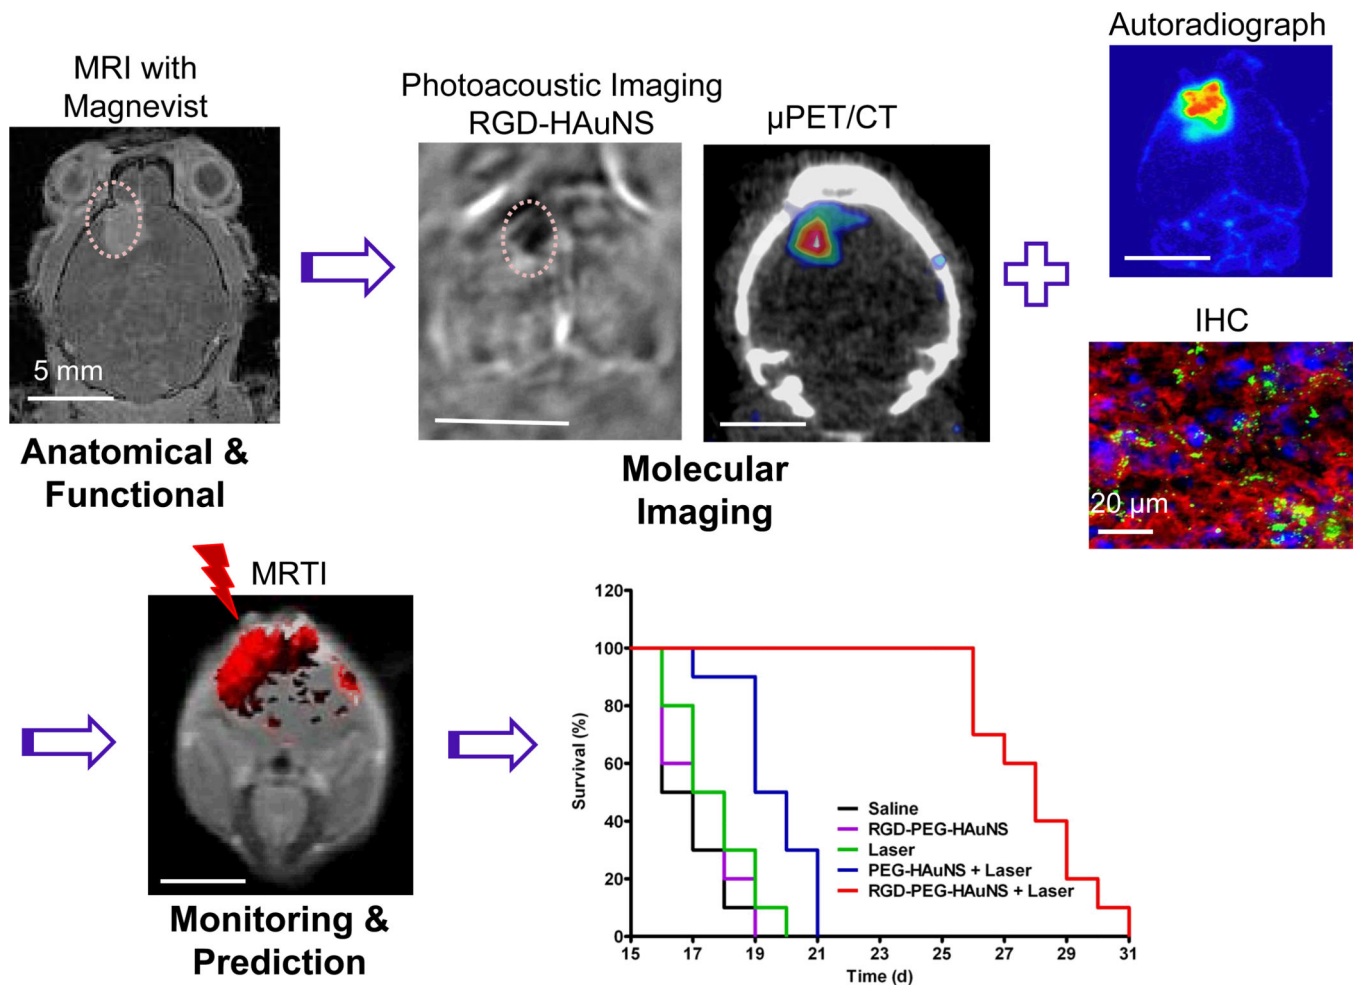 Autoradiograph
MRI with
Magnevist
Photoacoustic Imaging
RGD-HAuNS
µPET/CT
5 mm
Anatomical &
Functional
Molecular
Imaging
IHC
20 µm
MRTI
Monitoring &
Prediction
120
100
80
60
40
20
0
Survival (%)
Saline
RGD-PEG-HAuNS
Laser
PEG-HAuNS + Laser
RGD-PEG-HAuNS + Laser
15 17 19 21 23 25 27 29 31
Time (d)